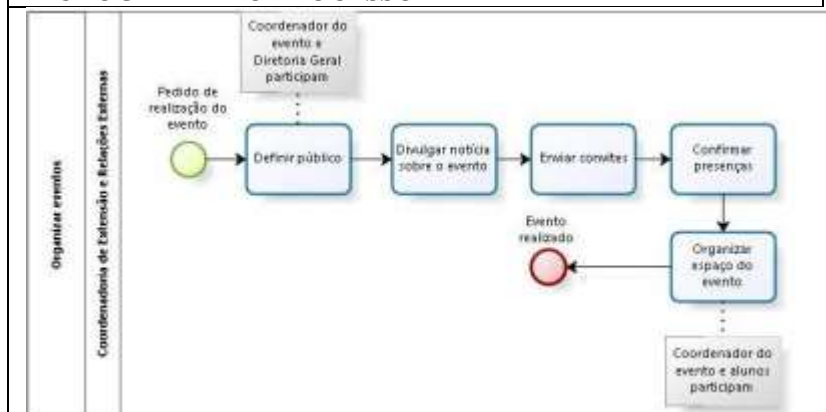 Organizar eventos
Coordenadoria de Extensão e Relações Externas
Coordenador do
evento e
Diretoria Geral
participam
Pedido de
realização do
evento
Definir público
Divulgar notícia
sobre o evento
Enviar convites
Confirmar
presenças
Evento
realizado
Organizar
espaço do
evento
Coordenador do
evento e alunos
participam